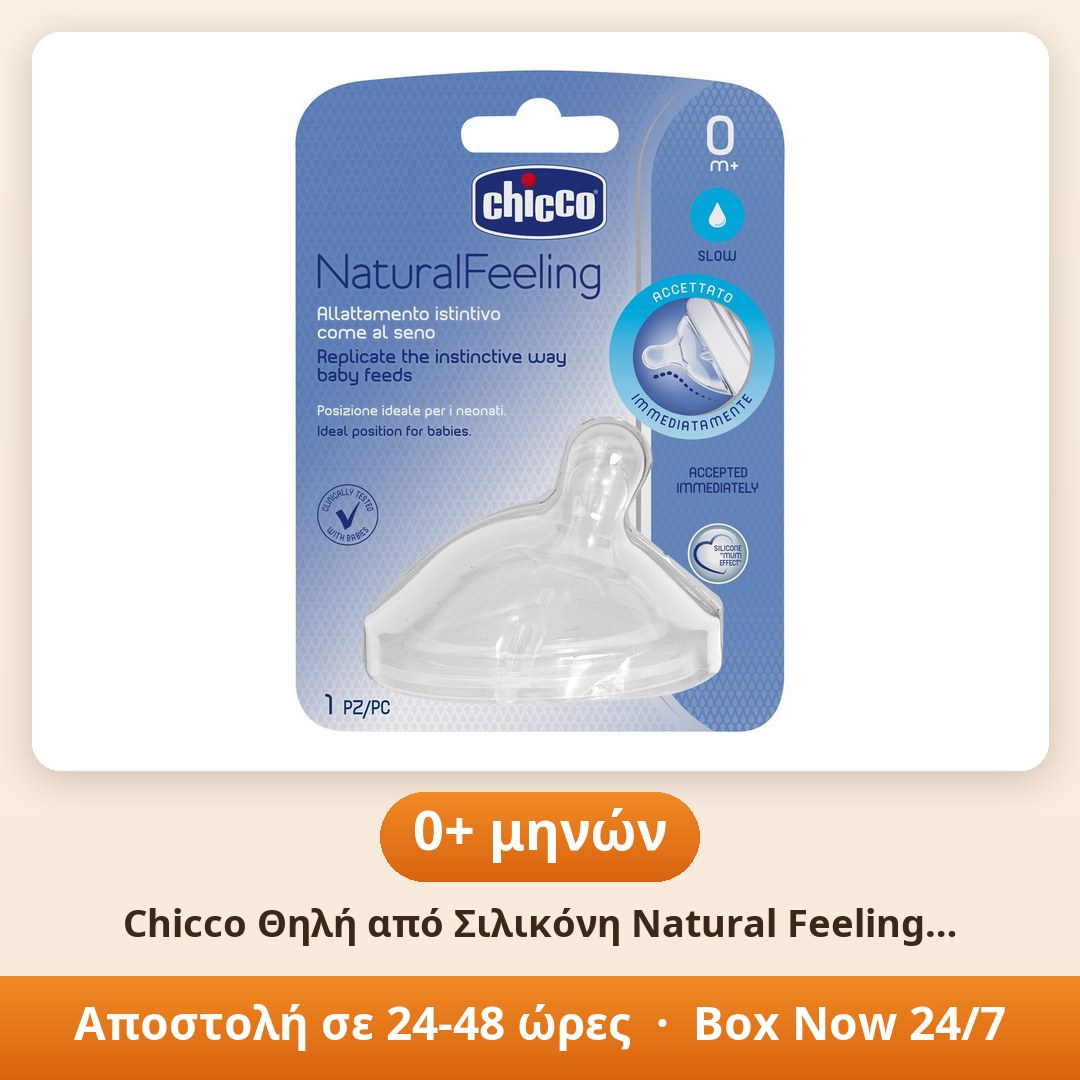 0
m+
chicco
SLOW
NaturalFeeling
ACCETTATO
IMMEDIATAMENTE
Allattamento istintivo
come al seno
Replicate the instinctive way
baby feeds
Posizione ideale per i neonati.
Ideal position for babies.
ACCEPTED
IMMEDIATELY
CLINICALLY TESTED
WITH BABIES
SILICONE
"MUM
EFFECT"
1 PZ/PC
0+ μηνών
Chicco Θηλή από Σιλικόνη Natural Feeling...
Αποστολή σε 24-48 ώρες · Box Now 24/7